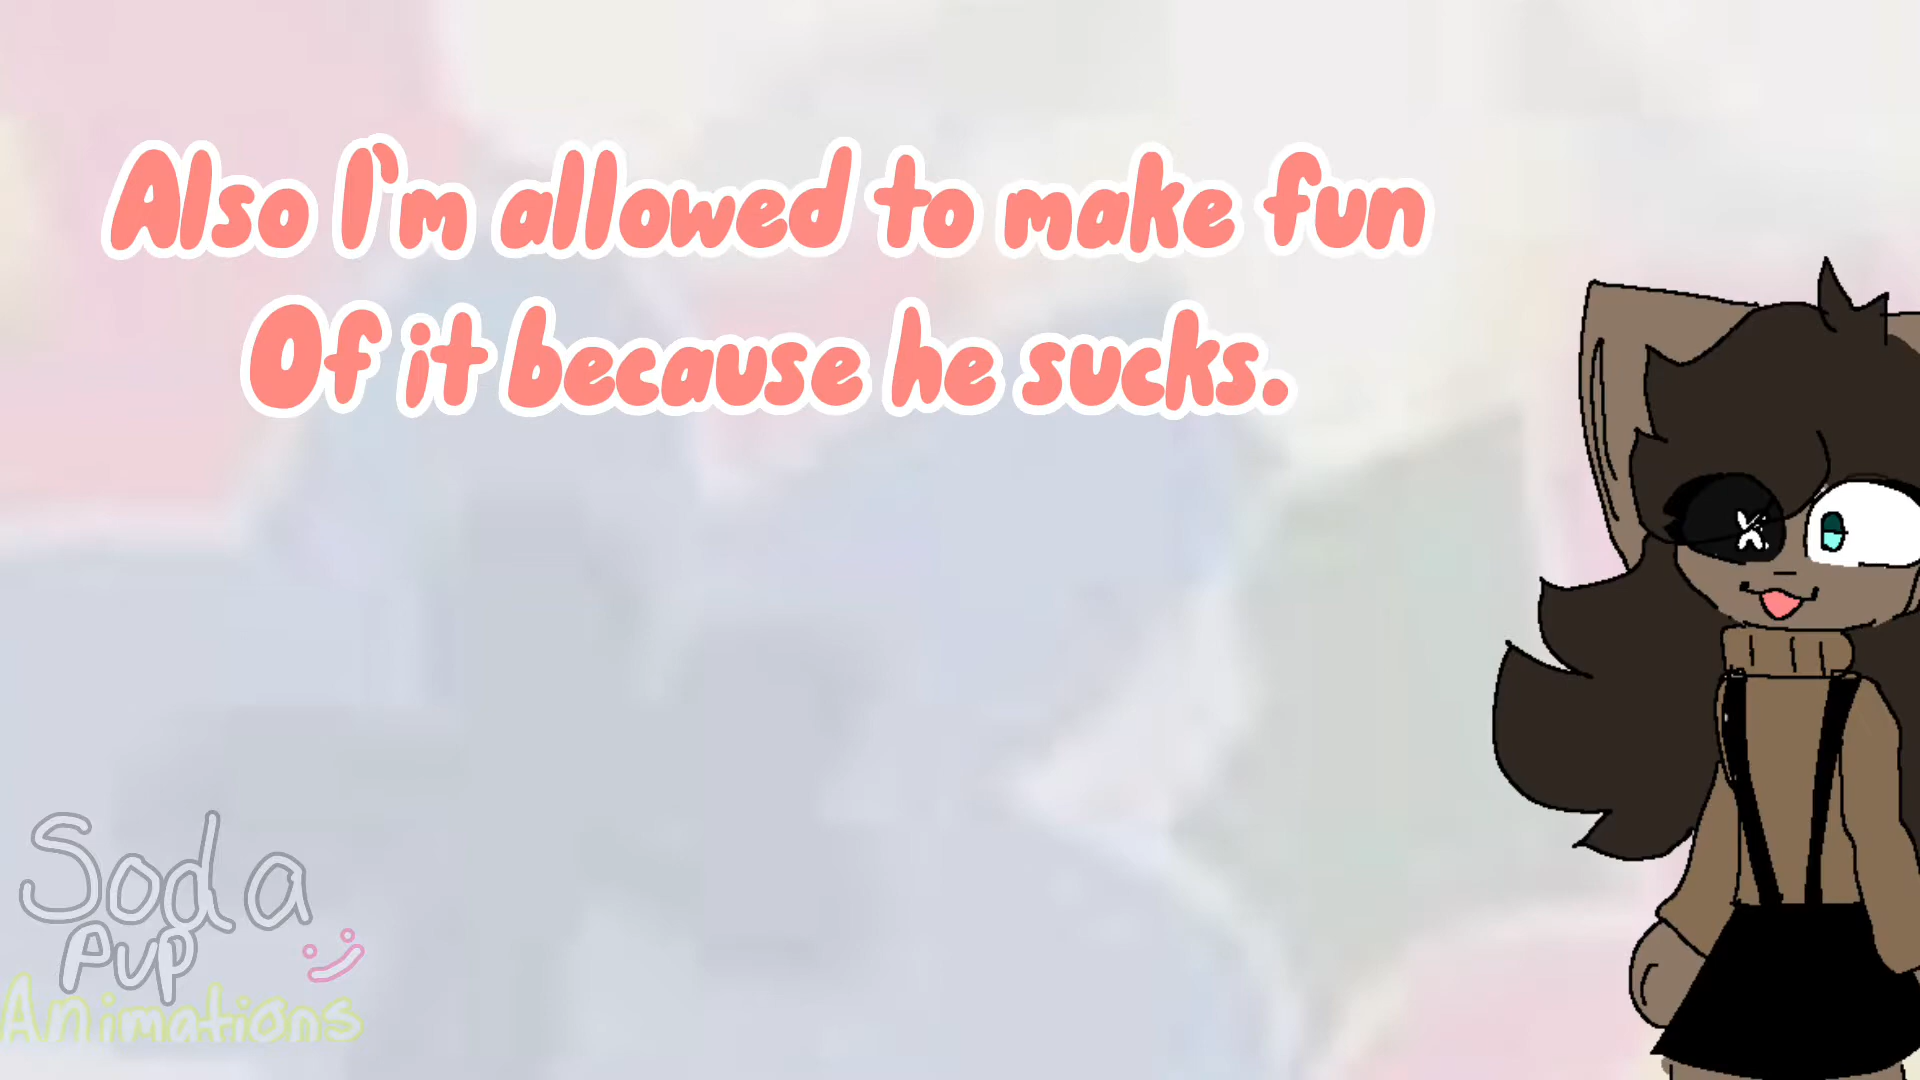 Also I'm allowed to make fun
Of it because he sucks.
Soda
Pup
Animations